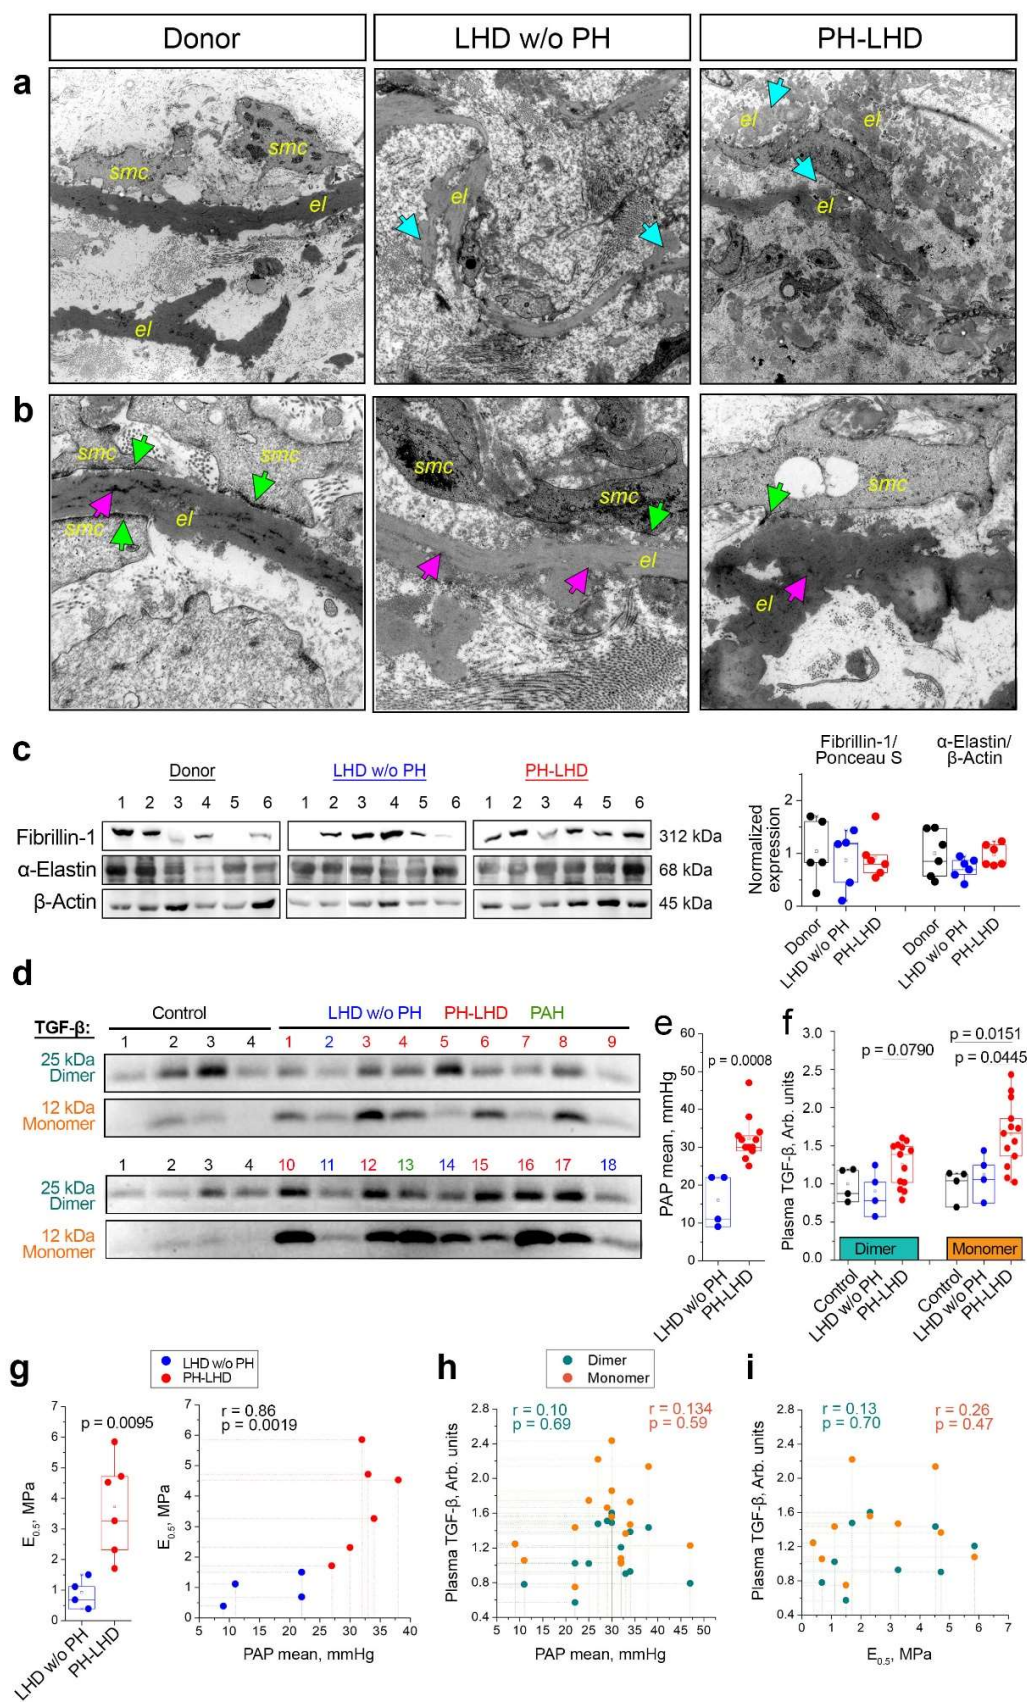 Donor LHD w/o PH PH-LHD
a
smc smc el el
el
el el el
b
smc smc smc el
smc smc el
smc el
c
Donor LHD w/o PH PH-LHD
1 2 3 4 5 6 1 2 3 4 5 6 1 2 3 4 5 6
Fibrillin-1 312 kDa
α-Elastin 68 kDa
β-Actin 45 kDa
Fibrillin-1/ α-Elastin/
Ponceau S β-Actin
Normalized
expression
2
1
0
Donor LHD w/o PH PH-LHD Donor LHD w/o PH PH-LHD
d
Control LHD w/o PH PH-LHD PAH
TGF-β: 1 2 3 4 1 2 3 4 5 6 7 8 9
25 kDa
Dimer
12 kDa
Monomer
1 2 3 4 10 11 12 13 14 15 16 17 18
25 kDa
Dimer
12 kDa
Monomer
e
PAP mean, mmHg
60
50
40
30
20
10
0
p = 0.0008
LHD w/o PH PH-LHD
f
Plasma TGF-β, Arb. units
3.0
2.5
2.0
1.5
1.0
0.5
0.0
p = 0.0151
p = 0.0790 p = 0.0445
Dimer Monomer
Control LHD w/o PH PH-LHD Control LHD w/o PH PH-LHD
g
LHD w/o PH
PH-LHD
E0.5, MPa
7
6
5
4
3
2
1
0
p = 0.0095
LHD w/o PH PH-LHD
E0.5, MPa
7
6
5
4
3
2
1
0
r = 0.86
p = 0.0019
5 10 15 20 25 30 35 40
PAP mean, mmHg
h
Dimer
Monomer
Plasma TGF-β, Arb. units
2.8
2.4
2.0
1.6
1.2
0.8
0.4
r = 0.10 r = 0.134
p = 0.69 p = 0.59
5 10 15 20 25 30 35 40 45 50
PAP mean, mmHg
i
Plasma TGF-β, Arb. units
2.8
2.4
2.0
1.6
1.2
0.8
0.4
r = 0.13 r = 0.26
p = 0.70 p = 0.47
0 1 2 3 4 5 6 7
E0.5, MPa